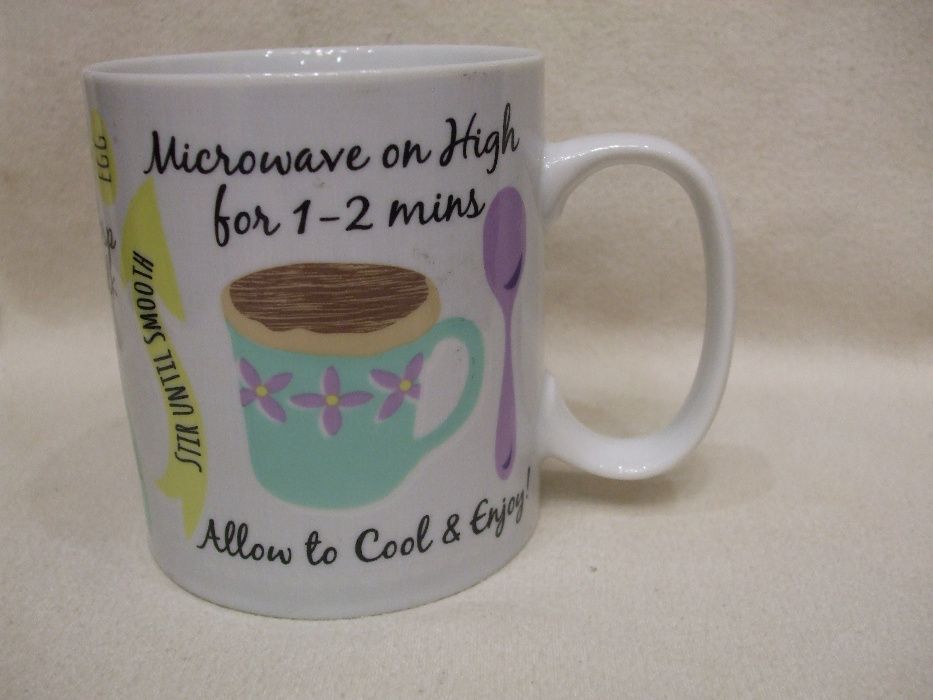 EGG
STIR UNTIL SMOOTH
Microwave on High
for 1-2 mins
Allow to Cool & Enjoy!